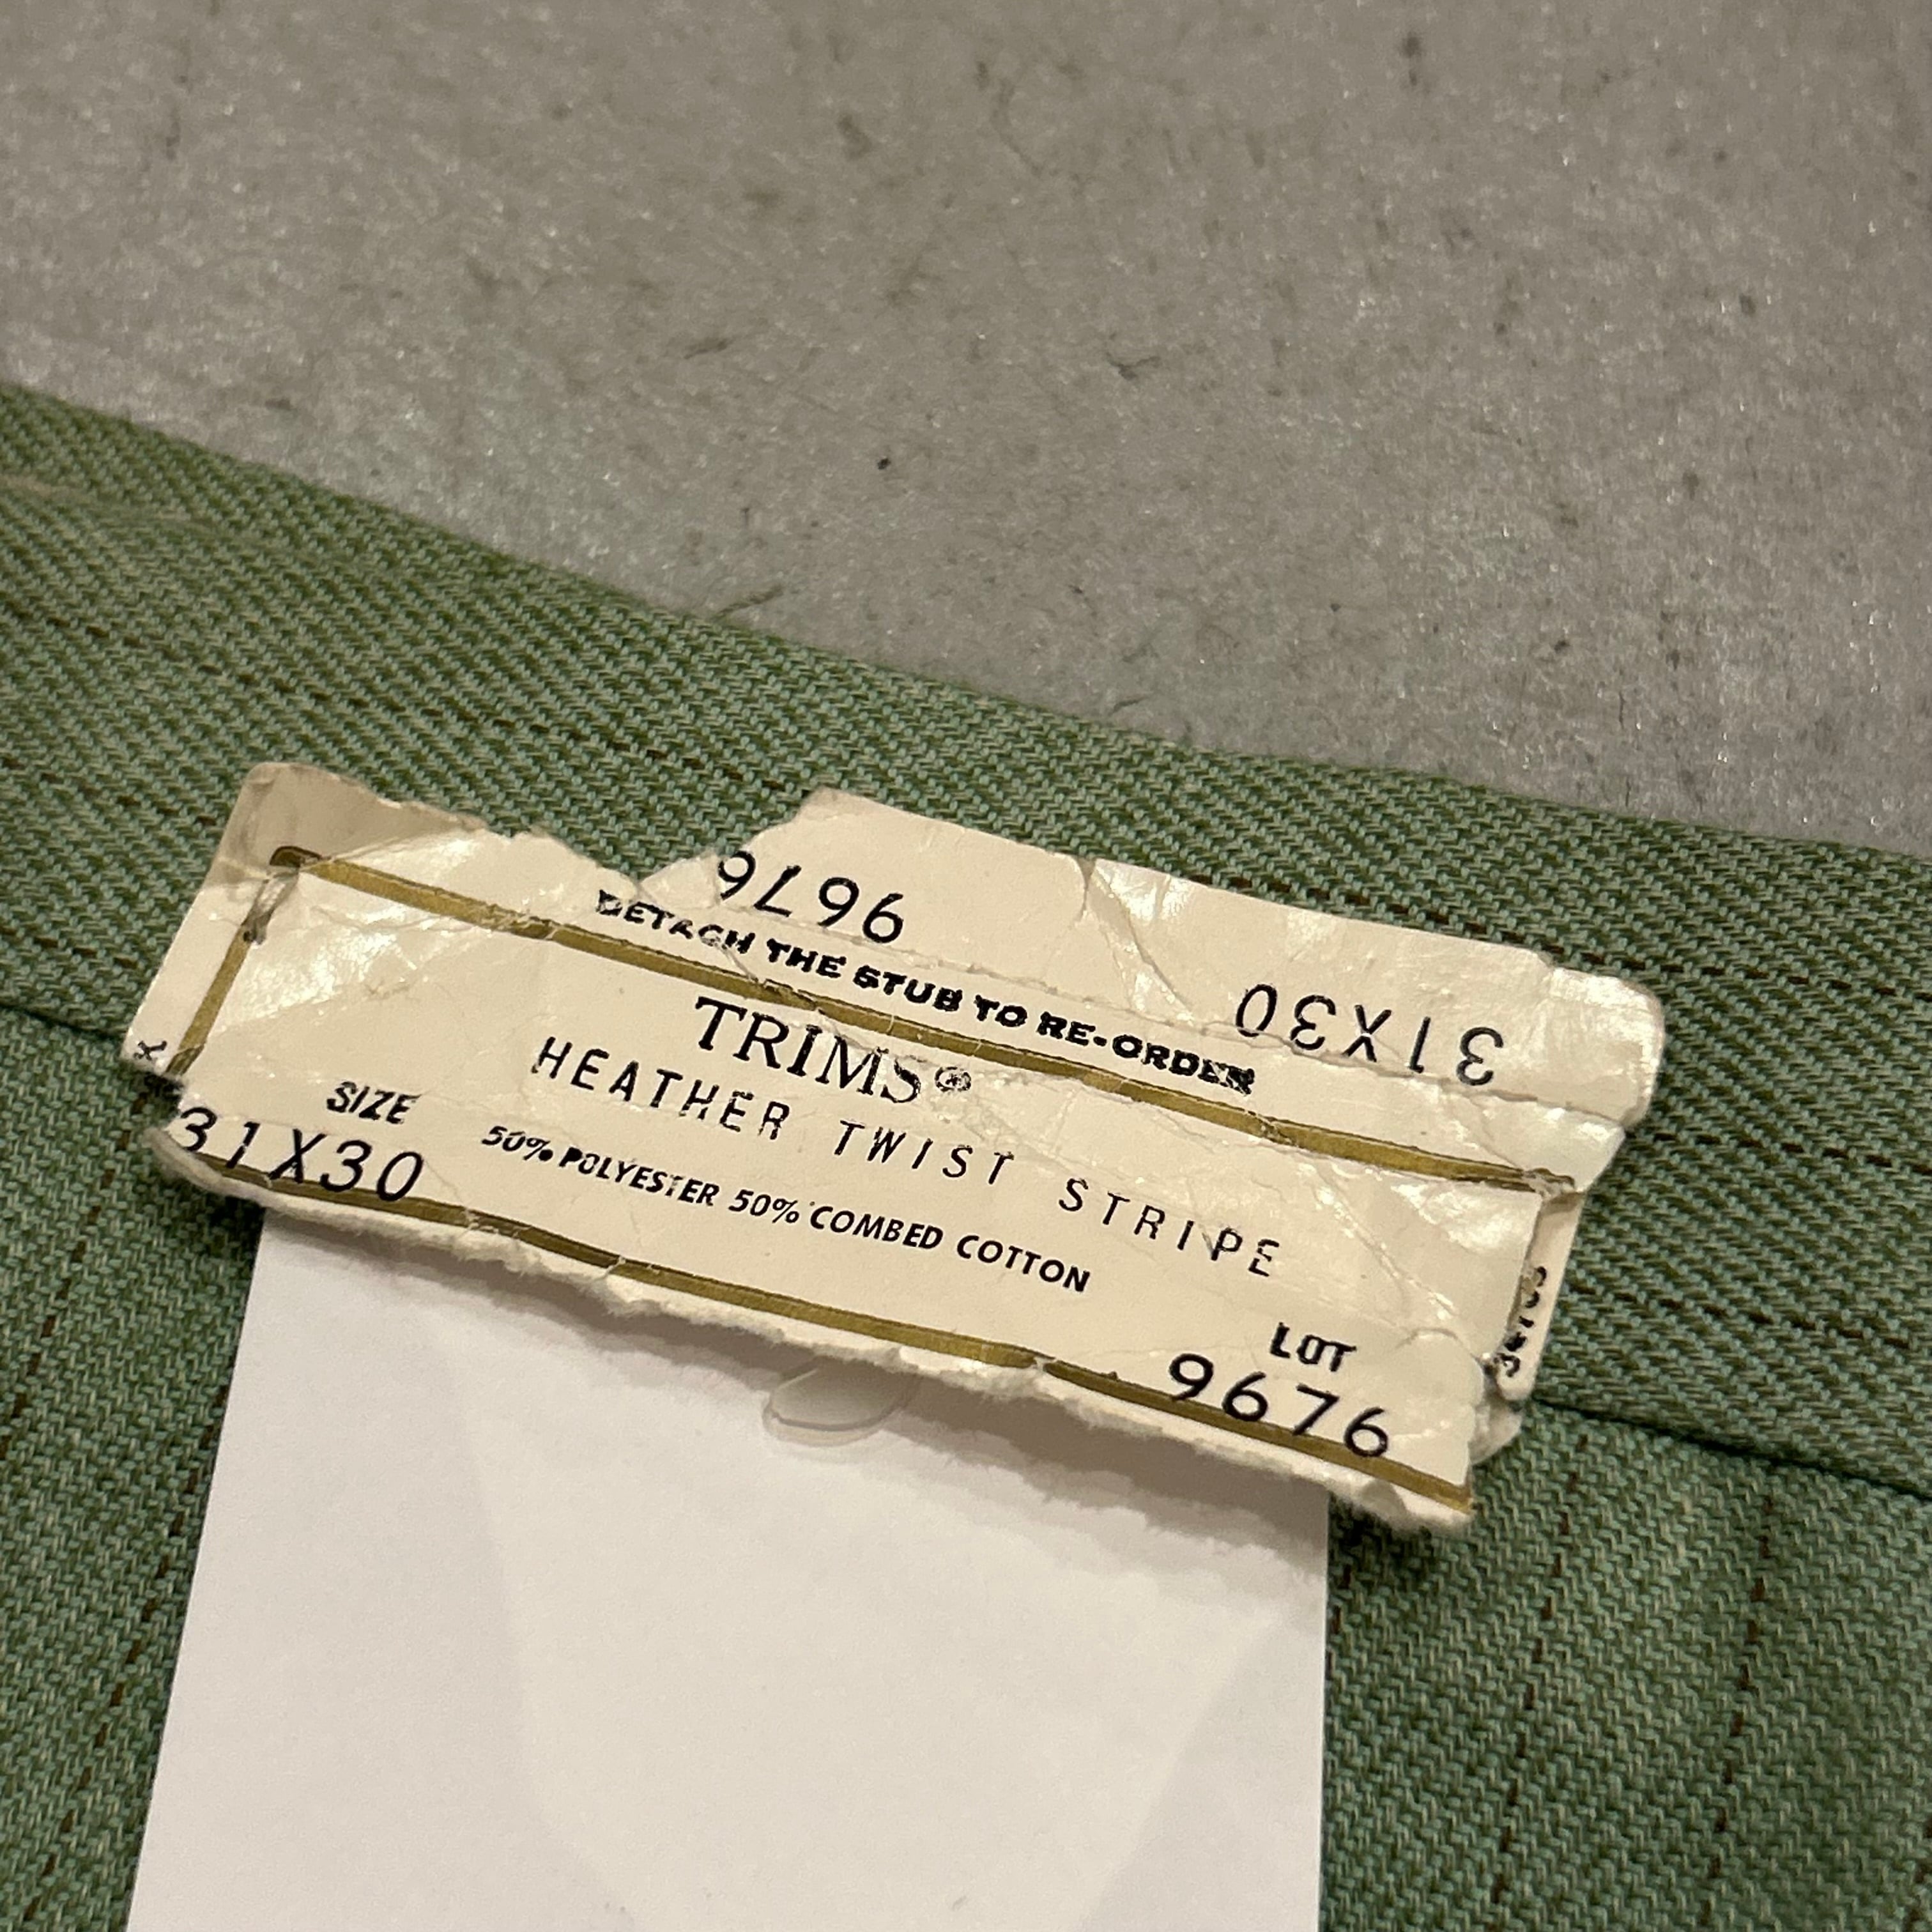 9676
31X30
DETACH THE STUB TO RE-ORDER
TRIMS®
HEATHER TWIST STRIPE
50% POLYESTER 50% COMBED COTTON
SIZE
31X30
LOT
9676